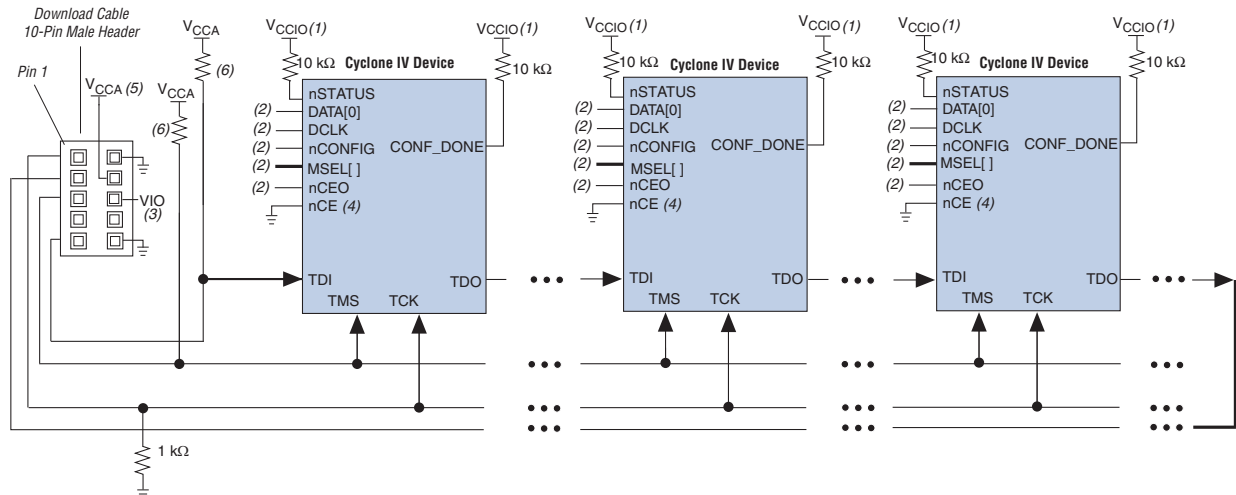 Download Cable
10-Pin Male Header
Pin 1
VCCA (5)
VCCA
(6)
VCCA
(6)
VIO
(3)
1 kΩ
VCCIO (1)
10 kΩ
Cyclone IV Device
VCCIO (1)
10 kΩ
nSTATUS
(2) DATA[0]
(2) DCLK
(2) nCONFIG
CONF_DONE
(2) MSEL[ ]
(2) nCEO
nCE (4)
TDI
TDO
TMS
TCK
VCCIO (1)
10 kΩ
Cyclone IV Device
VCCIO (1)
10 kΩ
nSTATUS
(2) DATA[0]
(2) DCLK
(2) nCONFIG
CONF_DONE
(2) MSEL[ ]
(2) nCEO
nCE (4)
TDI
TDO
TMS
TCK
VCCIO (1)
10 kΩ
Cyclone IV Device
VCCIO (1)
10 kΩ
nSTATUS
(2) DATA[0]
(2) DCLK
(2) nCONFIG
CONF_DONE
(2) MSEL[ ]
(2) nCEO
nCE (4)
TDI
TDO
TMS
TCK